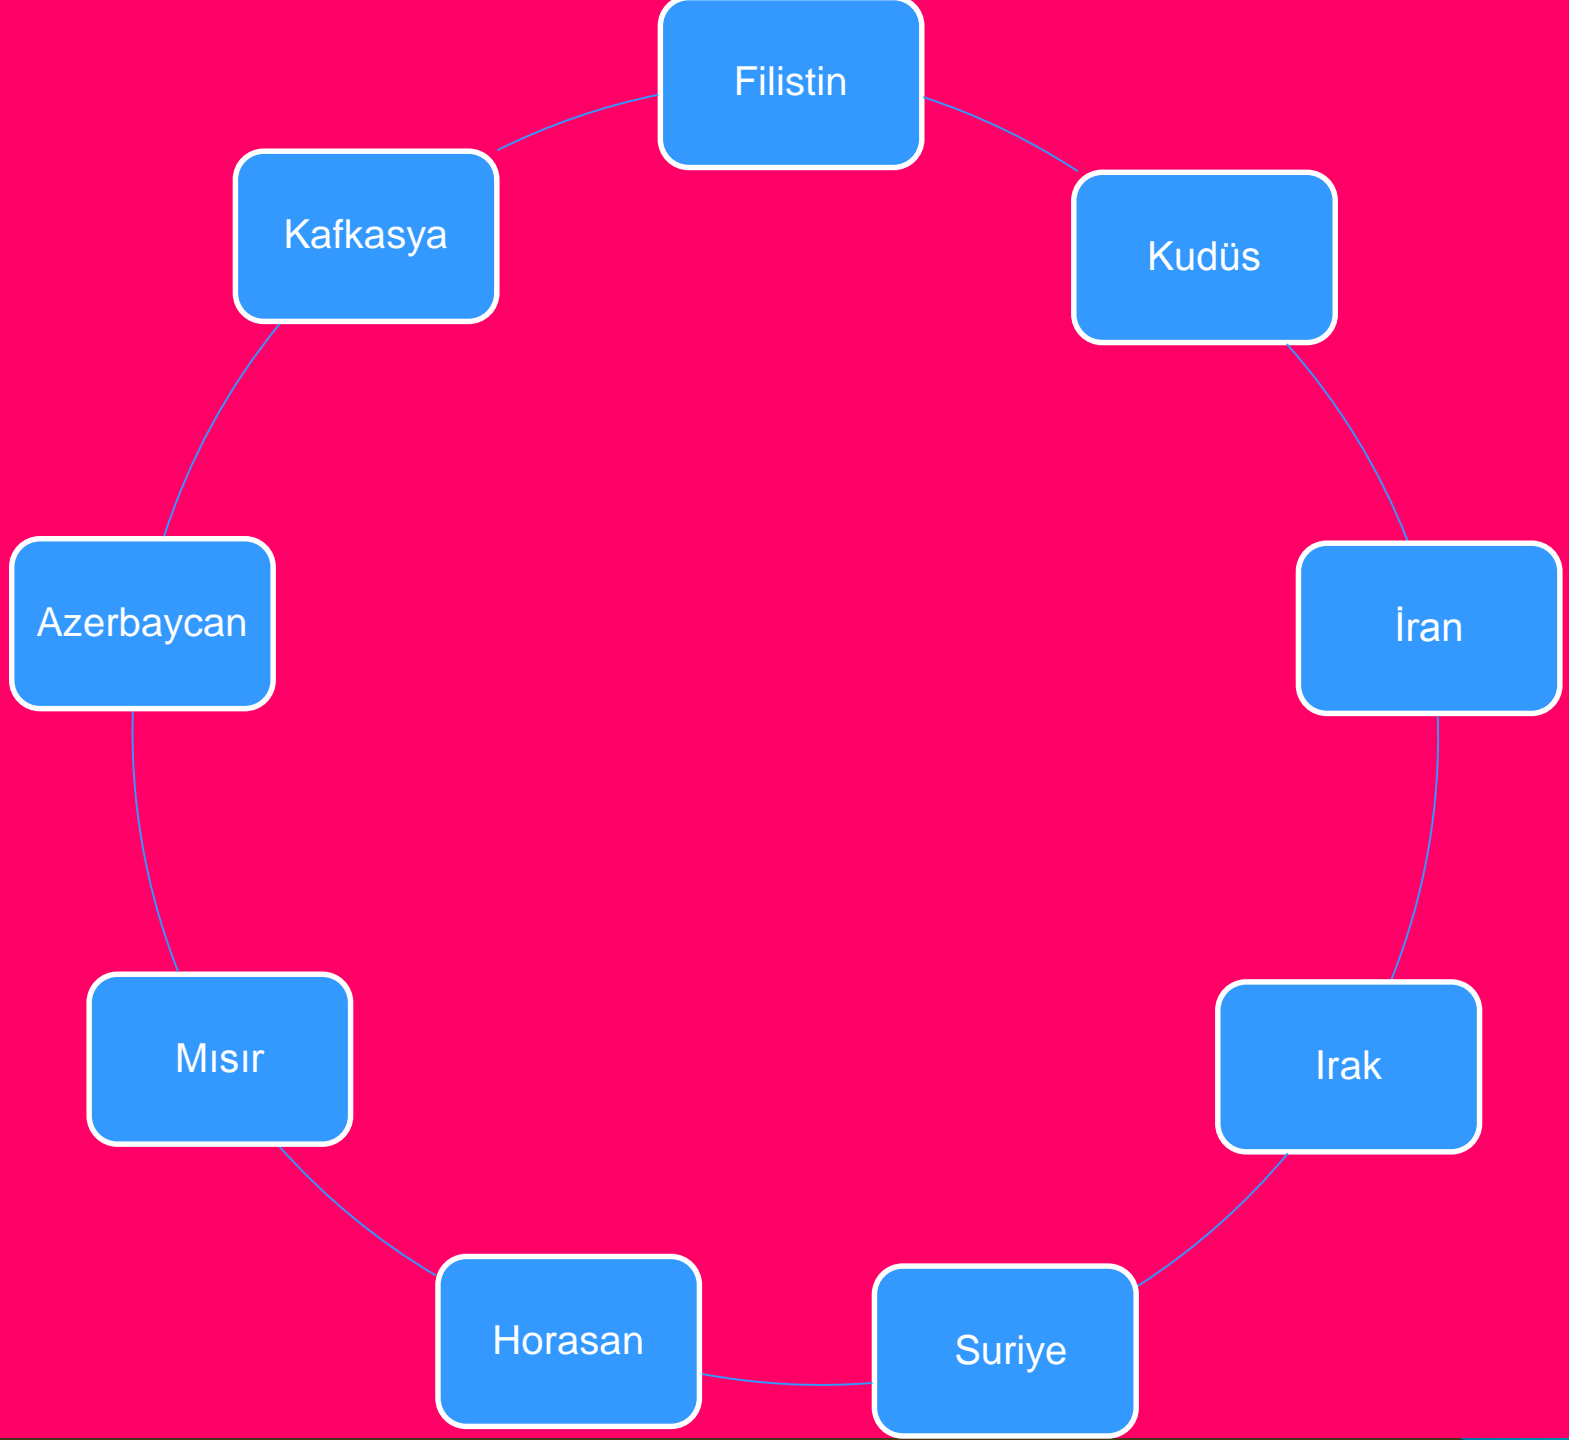 Filistin
Kudüs
İran
Irak
Suriye
Horasan
Mısır
Azerbaycan
Kafkasya